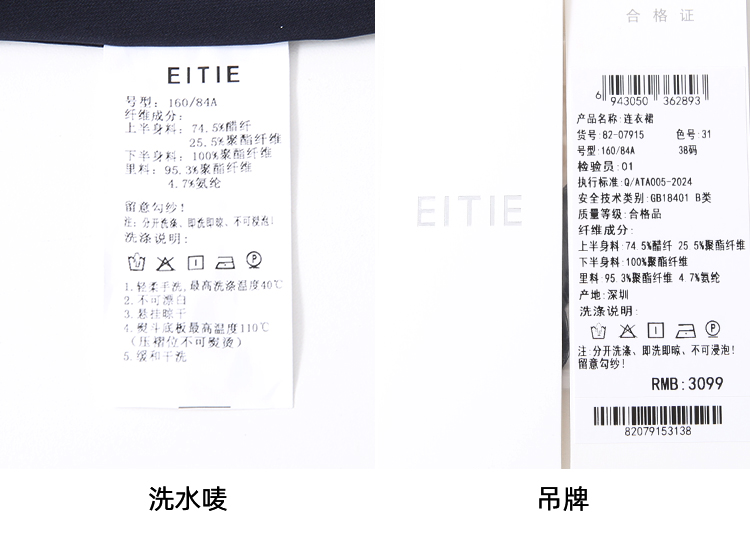 EITIE
号型：160/84A
纤维成分：
上半身料：74.5%醋纤
25.5%聚酯纤维
下半身料：100%聚酯纤维
里料：95.3%聚酯纤维
4.7%氨纶
留意勾纱！
注：分开洗涤、即洗即晾、不可浸泡！
洗涤说明：
1.轻柔手洗,最高洗涤温度40℃
2.不可漂白
3.悬挂晾干
4.熨斗底板最高温度110℃
（压褶位不可熨烫）
5.缓和干洗
洗水唛
EITIE
合格证
6 943050 362893
产品名称:连衣裙
货号:82-07915 色号:31
号型:160/84A 38码
检验员:01
执行标准:Q/ATA005-2024
安全技术类别:GB18401 B类
质量等级:合格品
纤维成分:
上半身料:74.5%醋纤 25.5%聚酯纤维
下半身料:100%聚酯纤维
里料:95.3%聚酯纤维 4.7%氨纶
产地:深圳
洗涤说明:
P
注:分开洗涤、即洗即晾、不可浸泡!
留意勾纱!
RMB:3099
82079153138
吊牌